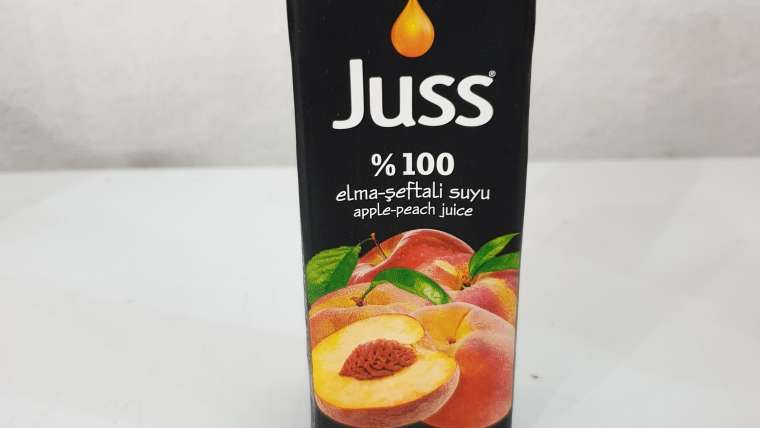 Juss®
% 100
elma-şeftali suyu
apple-peach juice